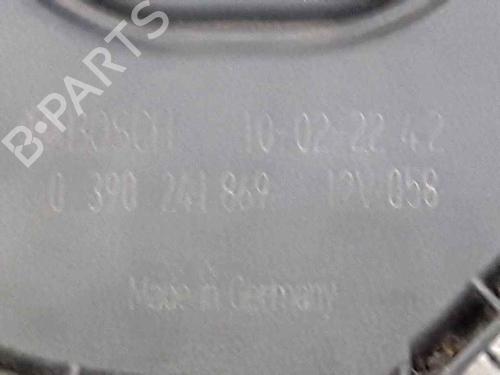 BOSCH 10-02-22 42
0 390 241 869 12V 058
Made in Germany
B-PARTS